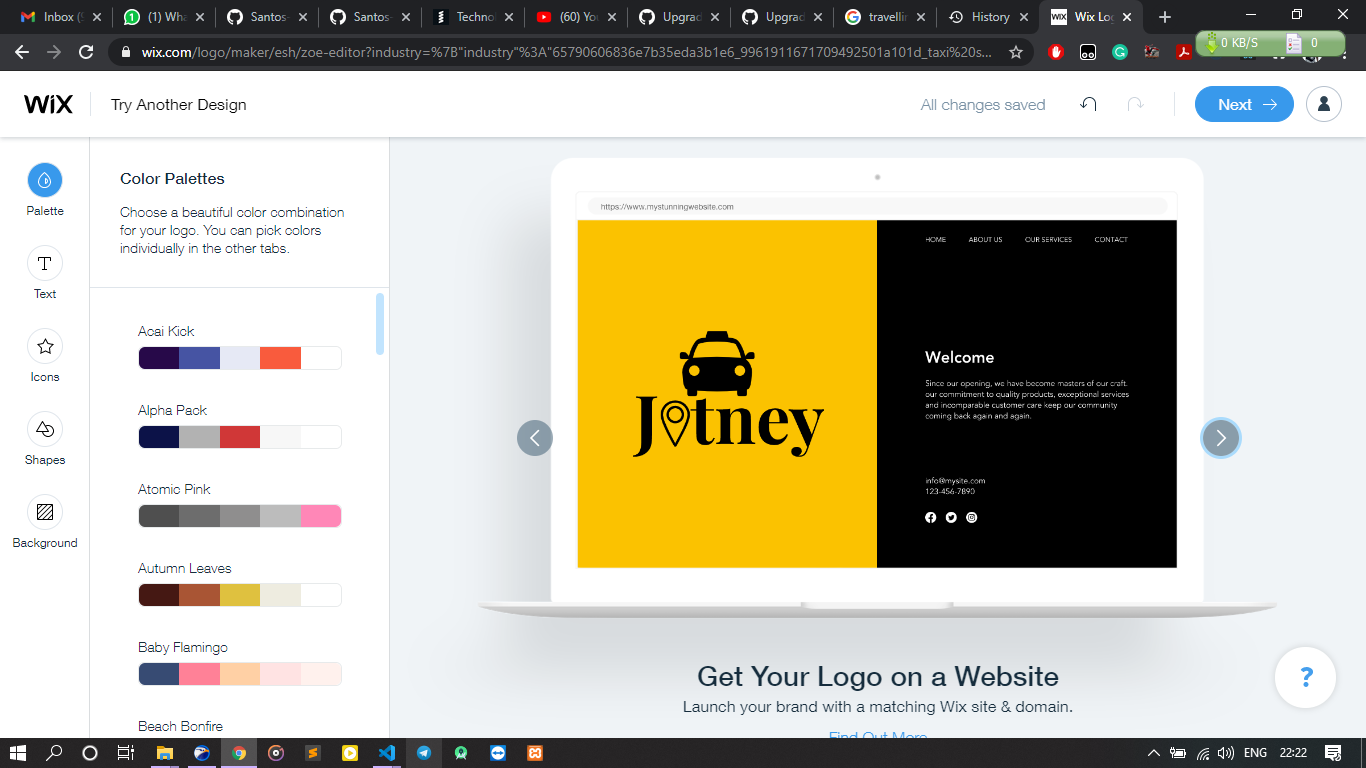 Inbox (9
(1) Wha
Santos-
Santos-
Techno
(60) You
Upgrad
Upgrad
travellin
History
Wix Log
wix.com/logo/maker/esh/zoe-editor?industry=%7B"industry"%3A"65790606836e7b35eda3b1e6_9961911671709492501a101d_taxi%20s...
0 KB/S
0
WiX
Try Another Design
All changes saved
Next
Palette
Text
Icons
Shapes
Background
Color Palettes
Choose a beautiful color combination
for your logo. You can pick colors
individually in the other tabs.
Acai Kick
Alpha Pack
Atomic Pink
Autumn Leaves
Baby Flamingo
Beach Bonfire
https://www.mystunningwebsite.com
HOME
ABOUT US
OUR SERVICES
CONTACT
Jotney
Welcome
Since our opening, we have become masters of our craft.
our commitment to quality products, exceptional services
and incomparable customer care keep our community
coming back again and again.
info@mysite.com
123-456-7890
Get Your Logo on a Website
Launch your brand with a matching Wix site & domain.
Find Out More
?
ENG
22:22